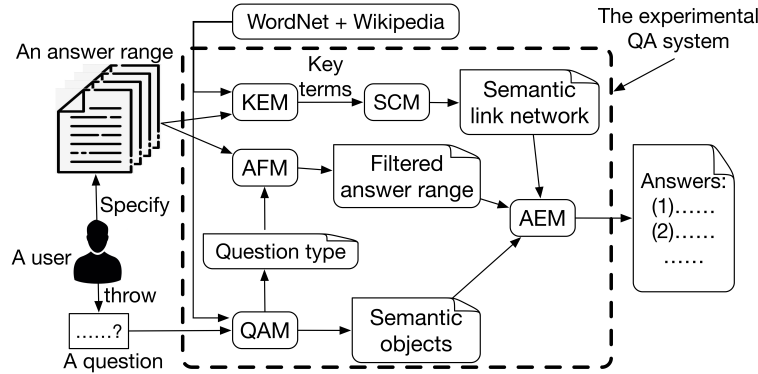 WordNet + Wikipedia
The experimental
QA system
An answer range
Key
terms
KEM
SCM
Semantic
link network
AFM
Filtered
answer range
AEM
Answers:
(1)......
(2)......
......
Specify
A user
Question type
throw
......?
A question
QAM
Semantic
objects